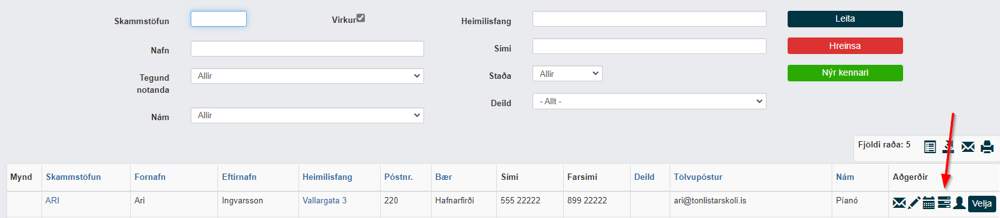 Skammstöfun
Virkur
Heimilisfang
Leita
Nafn
Sími
Hreinsa
Tegund
notanda
Allir
Staða
Allir
Nýr kennari
Deild
- Allt -
Nám
Allir
Fjöldi raða: 5
Mynd Skammstöfun Fornafn Eftirnafn Heimilisfang Póstnr. Bær Sími Farsími Deild Tölvupóstur Nám Aðgerðir
ARI Ari Ingvarsson Vallargata 3 220 Hafnarfirði 555 22222 899 22222 ari@tonlistarskoli.is Píanó Velja